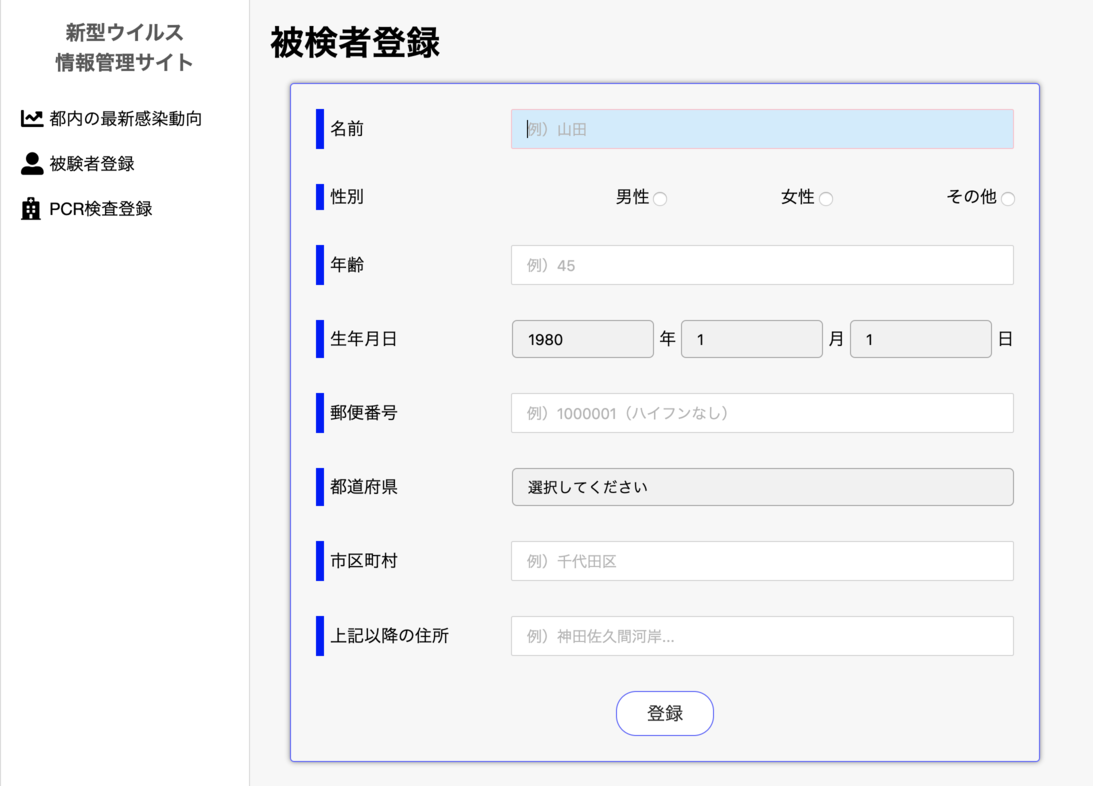 新型ウイルス
情報管理サイト
都内の最新感染動向
被験者登録
PCR検査登録
被検者登録
名前
例）山田
性別
男性 女性 その他
年齢
例）45
生年月日
1980 年 1 月 1 日
郵便番号
例）1000001（ハイフンなし）
都道府県
選択してください
市区町村
例）千代田区
上記以降の住所
例）神田佐久間河岸...
登録